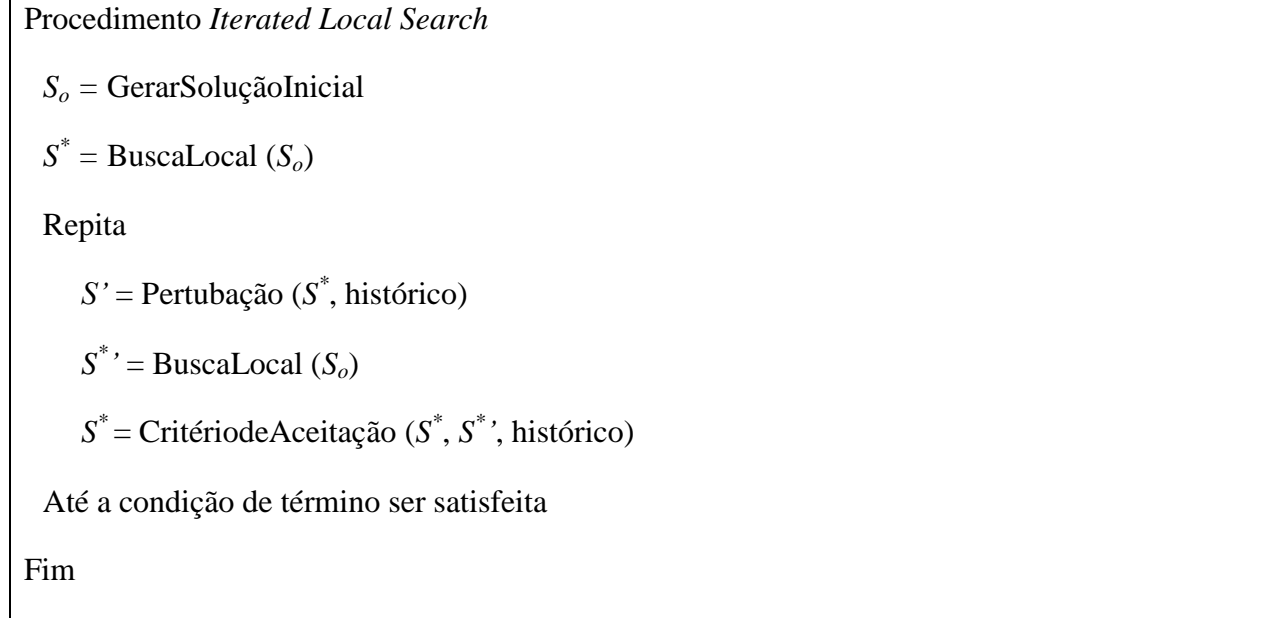 Procedimento Iterated Local Search
So = GerarSoluçãoInicial
S* = BuscaLocal (So)
Repita
S’ = Pertubação (S*, histórico)
S*’ = BuscaLocal (So)
S* = CritériodeAceitação (S*, S*’, histórico)
Até a condição de término ser satisfeita
Fim